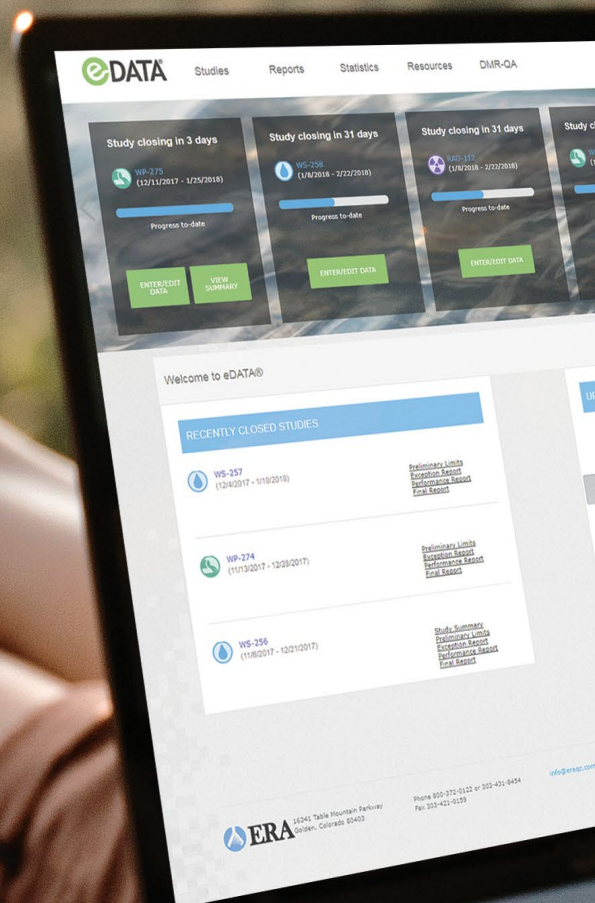 eDATA
Studies
Reports
Statistics
Resources
DMR-QA
Study closing in 3 days
WP-275
(12/11/2017 - 1/25/2018)
Progress to-date
ENTER/EDIT
DATA
VIEW
SUMMARY
Study closing in 31 days
WS-258
(1/8/2018 - 2/22/2018)
Progress to-date
ENTER/EDIT DATA
Study closing in 31 days
RAD-112
(1/8/2018 - 2/22/2018)
Progress to-date
ENTER/EDIT DATA
Study
Welcome to eDATA®
RECENTLY CLOSED STUDIES
WS-257
(12/4/2017 - 1/18/2018)
Preliminary Limits
Exception Report
Performance Report
Final Report
WP-274
(11/13/2017 - 12/28/2017)
Preliminary Limits
Exception Report
Performance Report
Final Report
WS-256
(11/6/2017 - 12/21/2017)
Study Summary
Preliminary Limits
Exception Report
Performance Report
Final Report
ERA
16341 Table Mountain Parkway
Golden, Colorado 80403
Phone 800-372-0122 or 303-431-8454
Fax 303-421-0159
info@eraqc.com